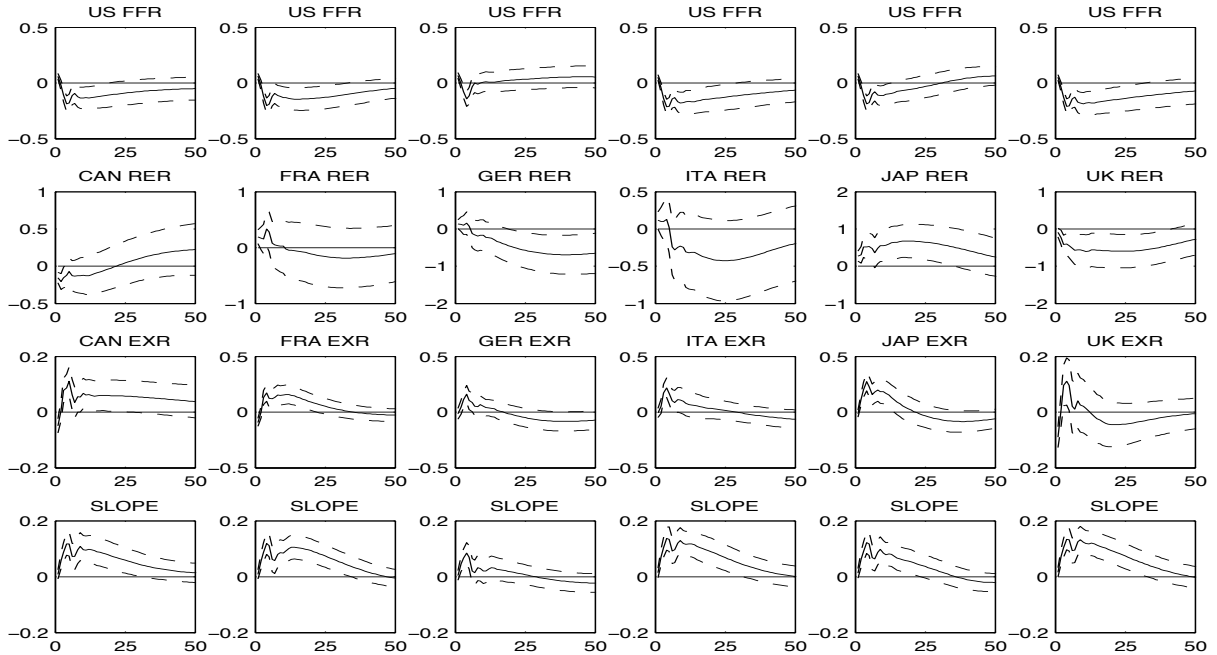 US FFR US FFR US FFR US FFR US FFR US FFR
0.5 0.5 0.5 0.5 0.5 0.5
0 0 0 0 0 0
−0.5 −0.5 −0.5 −0.5 −0.5 −0.5
0 25 50 0 25 50 0 25 50 0 25 50 0 25 50 0 25 50
CAN RER FRA RER GER RER ITA RER JAP RER UK RER
1 1 1 0.5 2 1
0.5 0 0 1 0
0
0 −1 −0.5 0 −1
−0.5 −1 −2 −1 −1 −2
0 25 50 0 25 50 0 25 50 0 25 50 0 25 50 0 25 50
CAN EXR FRA EXR GER EXR ITA EXR JAP EXR UK EXR
0.2 0.5 0.5 0.5 0.5 0.2
0 0 0 0 0 0
−0.2 −0.5 −0.5 −0.5 −0.5 −0.2
0 25 50 0 25 50 0 25 50 0 25 50 0 25 50 0 25 50
SLOPE SLOPE SLOPE SLOPE SLOPE SLOPE
0.2 0.2 0.2 0.2 0.2 0.2
0 0 0 0 0 0
−0.2 −0.2 −0.2 −0.2 −0.2 −0.2
0 25 50 0 25 50 0 25 50 0 25 50 0 25 50 0 25 50